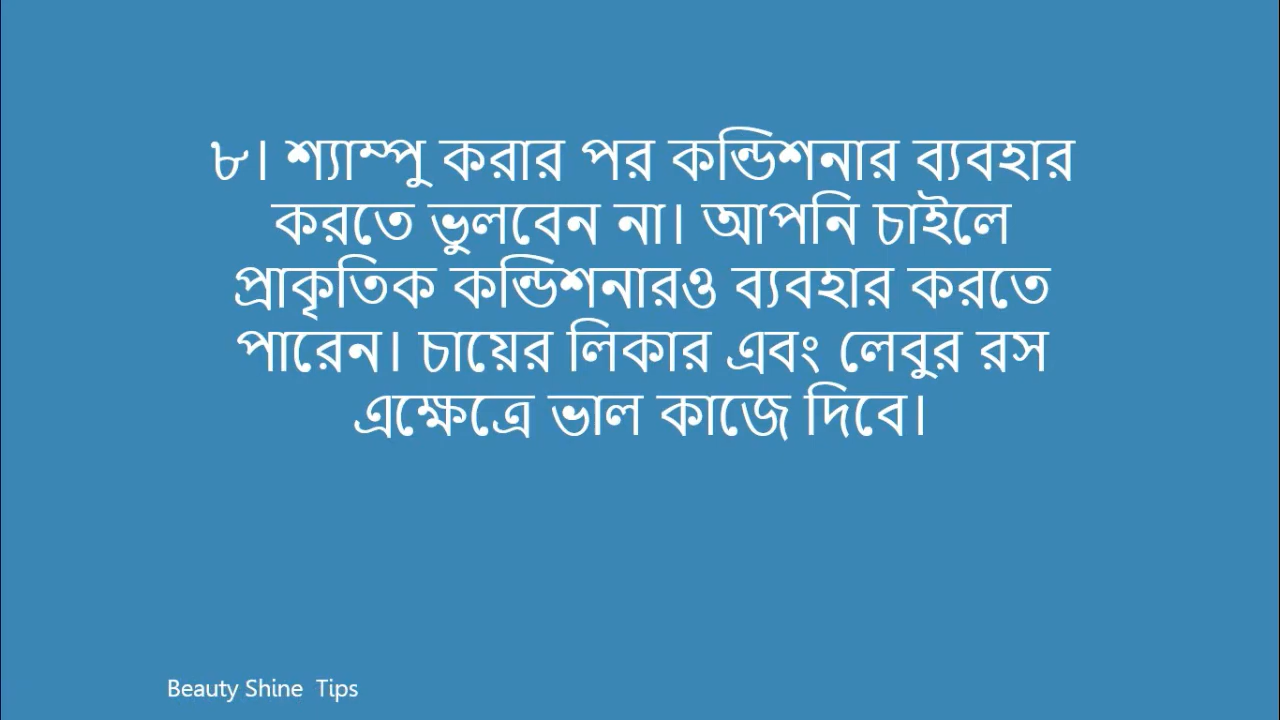 ৮। শ্যাম্পু করার পর কন্ডিশনার ব্যবহার
করতে ভুলবেন না। আপনি চাইলে
প্রাকৃতিক কন্ডিশনারও ব্যবহার করতে
পারেন। চায়ের লিকার এবং লেবুর রস
এক্ষেত্রে ভাল কাজে দিবে।
Beauty Shine Tips